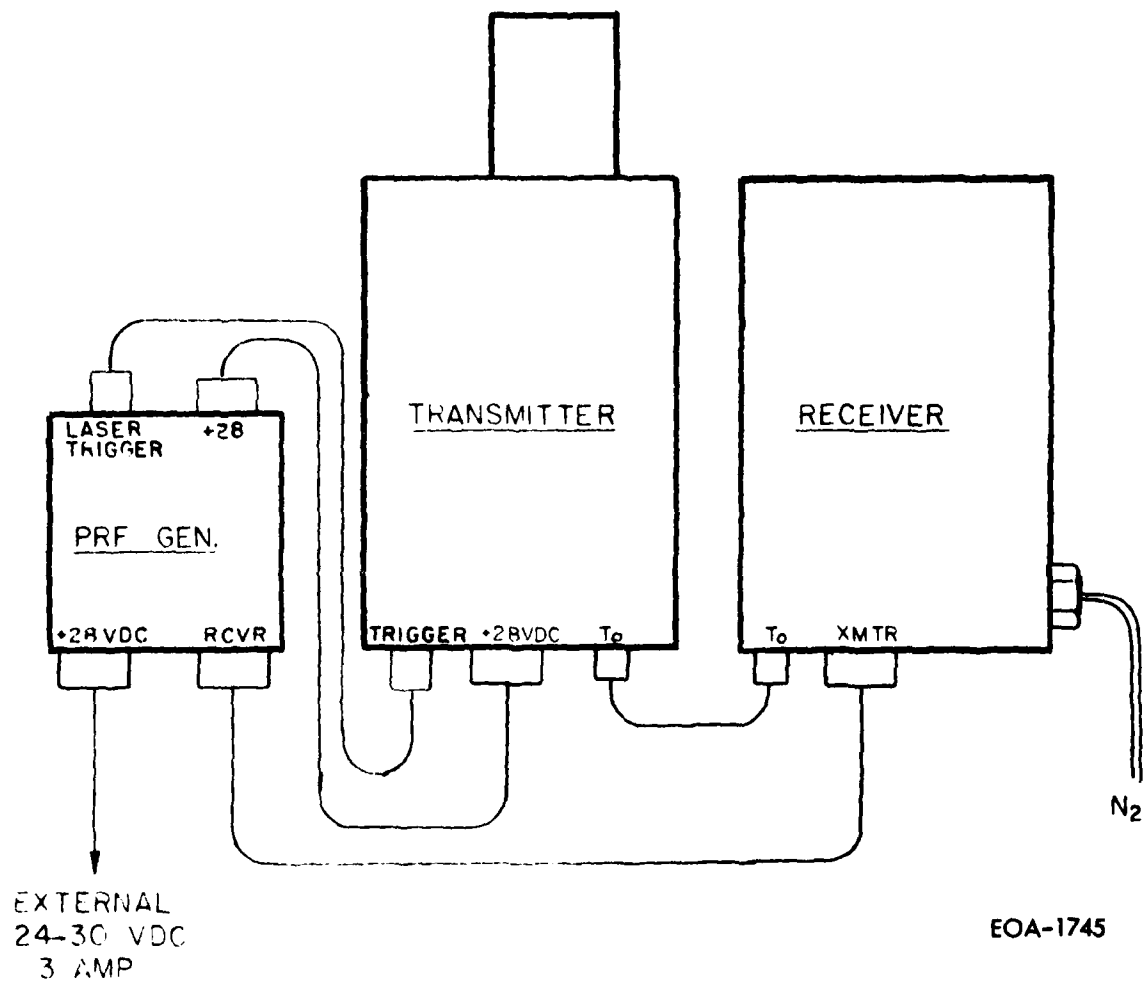 LASER
TRIGGER
+28
PRF GEN.
+28 VDC
RCVR
TRANSMITTER
TRIGGER
+28VDC
To
RECEIVER
To
XMTR
N2
EXTERNAL
24-30 VDC
3 AMP
EOA-1745